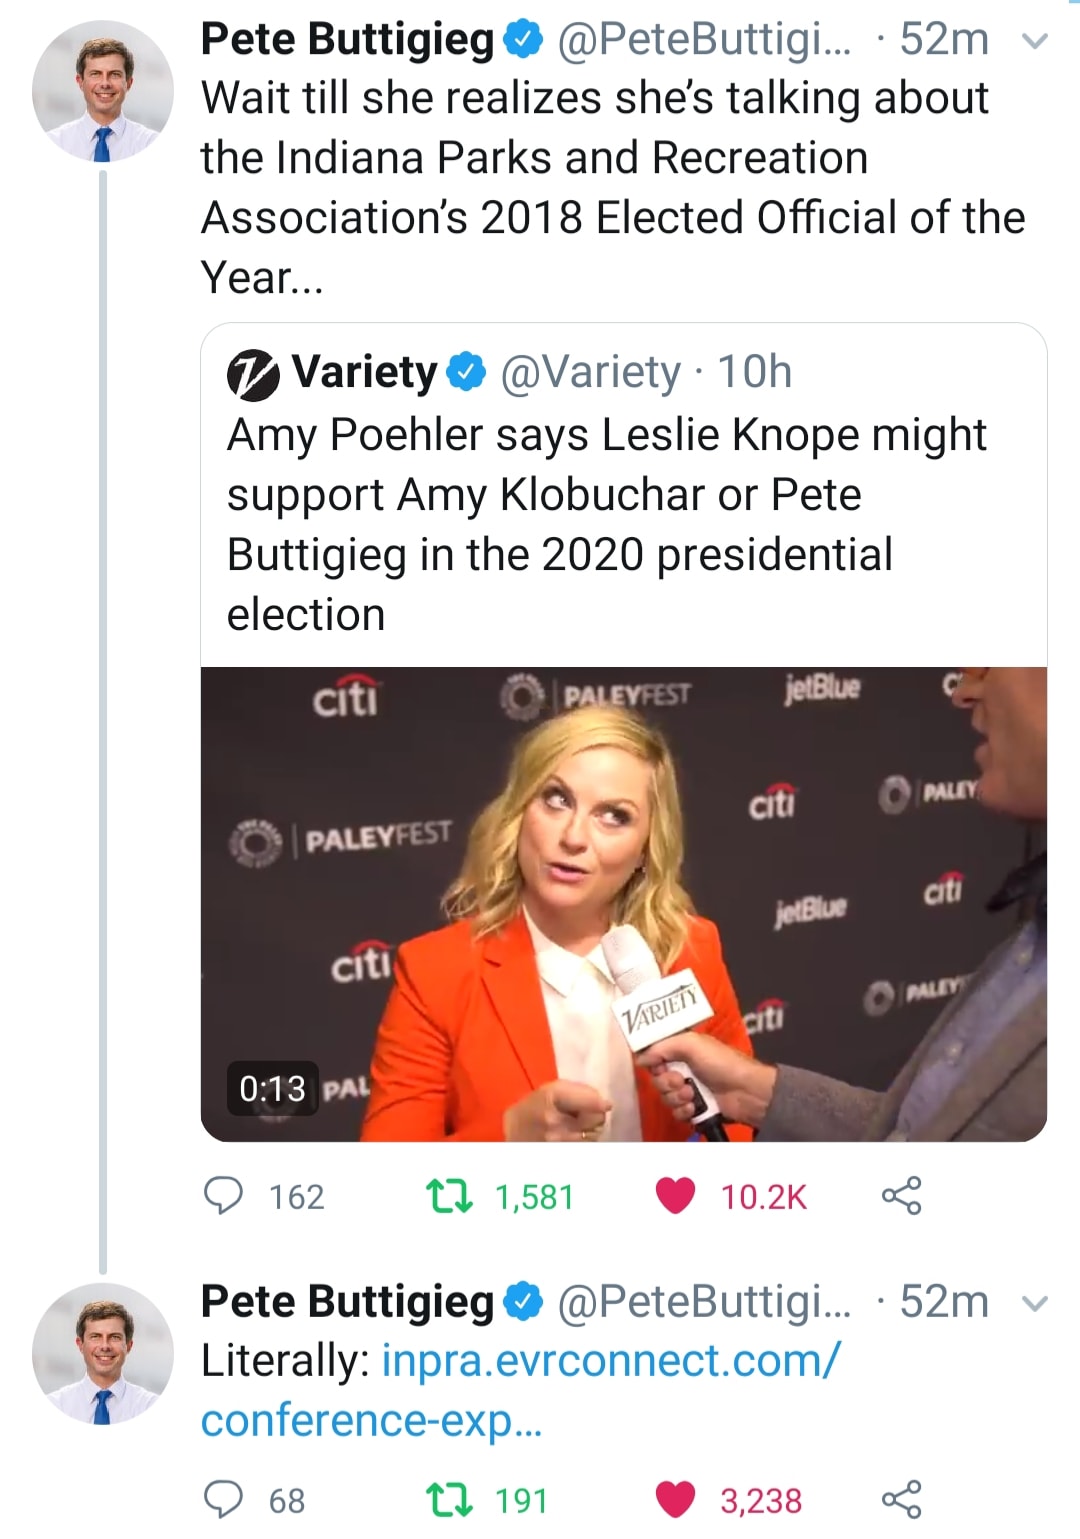 Pete Buttigieg @PeteButtigi... · 52m
Wait till she realizes she's talking about
the Indiana Parks and Recreation
Association's 2018 Elected Official of the
Year...
Variety @Variety · 10h
Amy Poehler says Leslie Knope might
support Amy Klobuchar or Pete
Buttigieg in the 2020 presidential
election
citi PALEYFEST jetBlue
citi PALEY
PALEYFEST
citi
jetBlue
citi
PALEY
VARIETY
citi
0:13 PAL
162 1,581 10.2K
Pete Buttigieg @PeteButtigi... · 52m
Literally: inpra.evrconnect.com/
conference-exp...
68 191 3,238